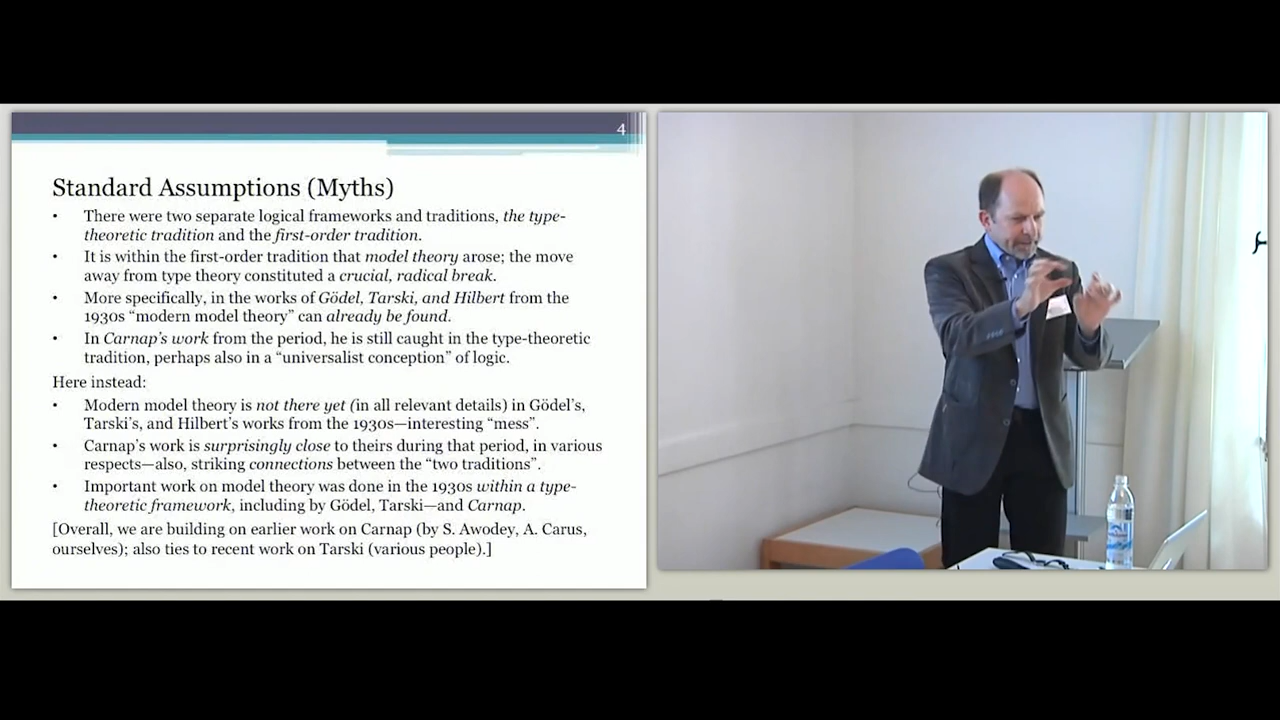 4
Standard Assumptions (Myths)
• There were two separate logical frameworks and traditions, the type-
theoretic tradition and the first-order tradition.
• It is within the first-order tradition that model theory arose; the move
away from type theory constituted a crucial, radical break.
• More specifically, in the works of Gödel, Tarski, and Hilbert from the
1930s “modern model theory” can already be found.
• In Carnap’s work from the period, he is still caught in the type-theoretic
tradition, perhaps also in a “universalist conception” of logic.
Here instead:
• Modern model theory is not there yet (in all relevant details) in Gödel’s,
Tarski’s, and Hilbert’s works from the 1930s—interesting “mess”.
• Carnap’s work is surprisingly close to theirs during that period, in various
respects—also, striking connections between the “two traditions”.
• Important work on model theory was done in the 1930s within a type-
theoretic framework, including by Gödel, Tarski—and Carnap.
[Overall, we are building on earlier work on Carnap (by S. Awodey, A. Carus,
ourselves); also ties to recent work on Tarski (various people).]